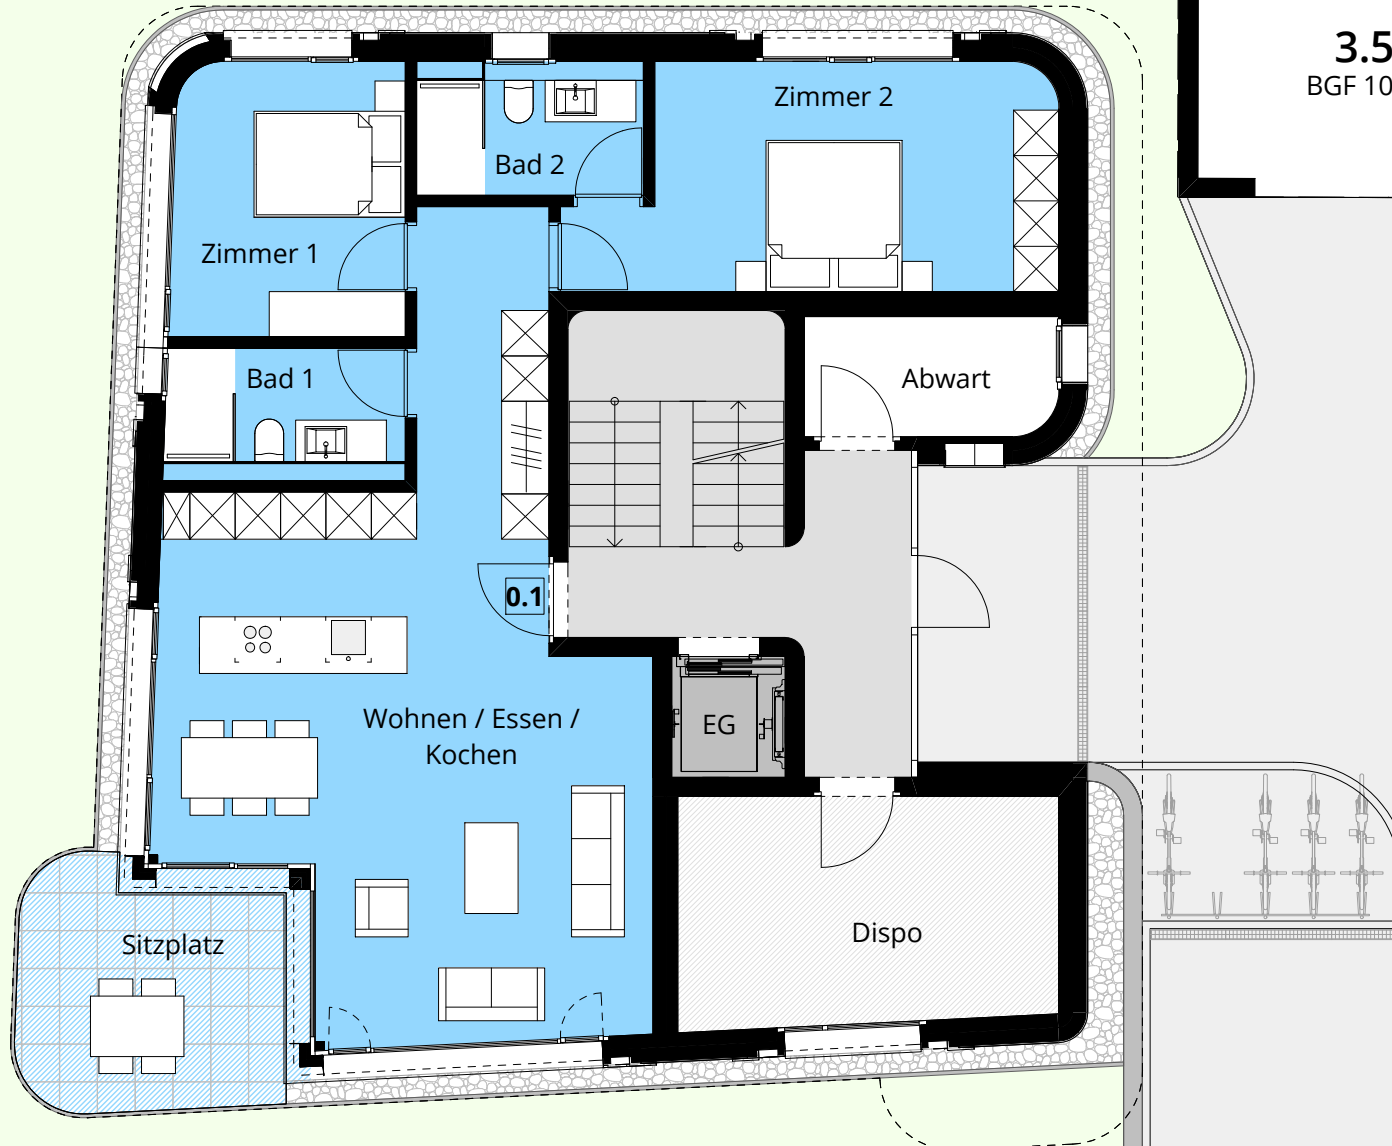 3.5
BGF 10
Zimmer 2
Bad 2
Zimmer 1
Bad 1
Abwart
0.1
Wohnen / Essen /
Kochen
EG
Dispo
Sitzplatz